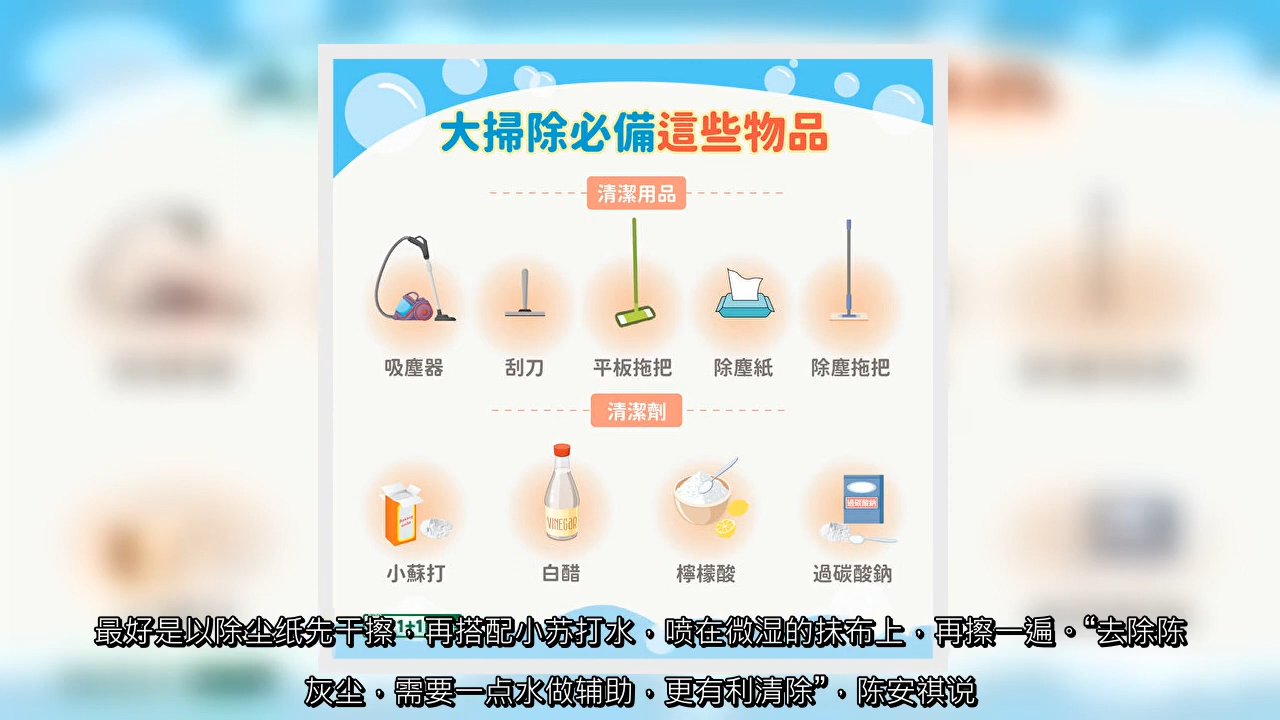 大掃除必備這些物品
清潔用品
吸塵器 刮刀 平板拖把 除塵紙 除塵拖把
清潔劑
VINEGAR
過碳酸鈉
小蘇打 白醋 檸檬酸 過碳酸鈉
最好是以除尘纸先干擦，再搭配小苏打水，喷在微湿的抹布上，再擦一遍。“去除陈
灰尘，需要一点水做辅助，更有利清除”，陈安祺说